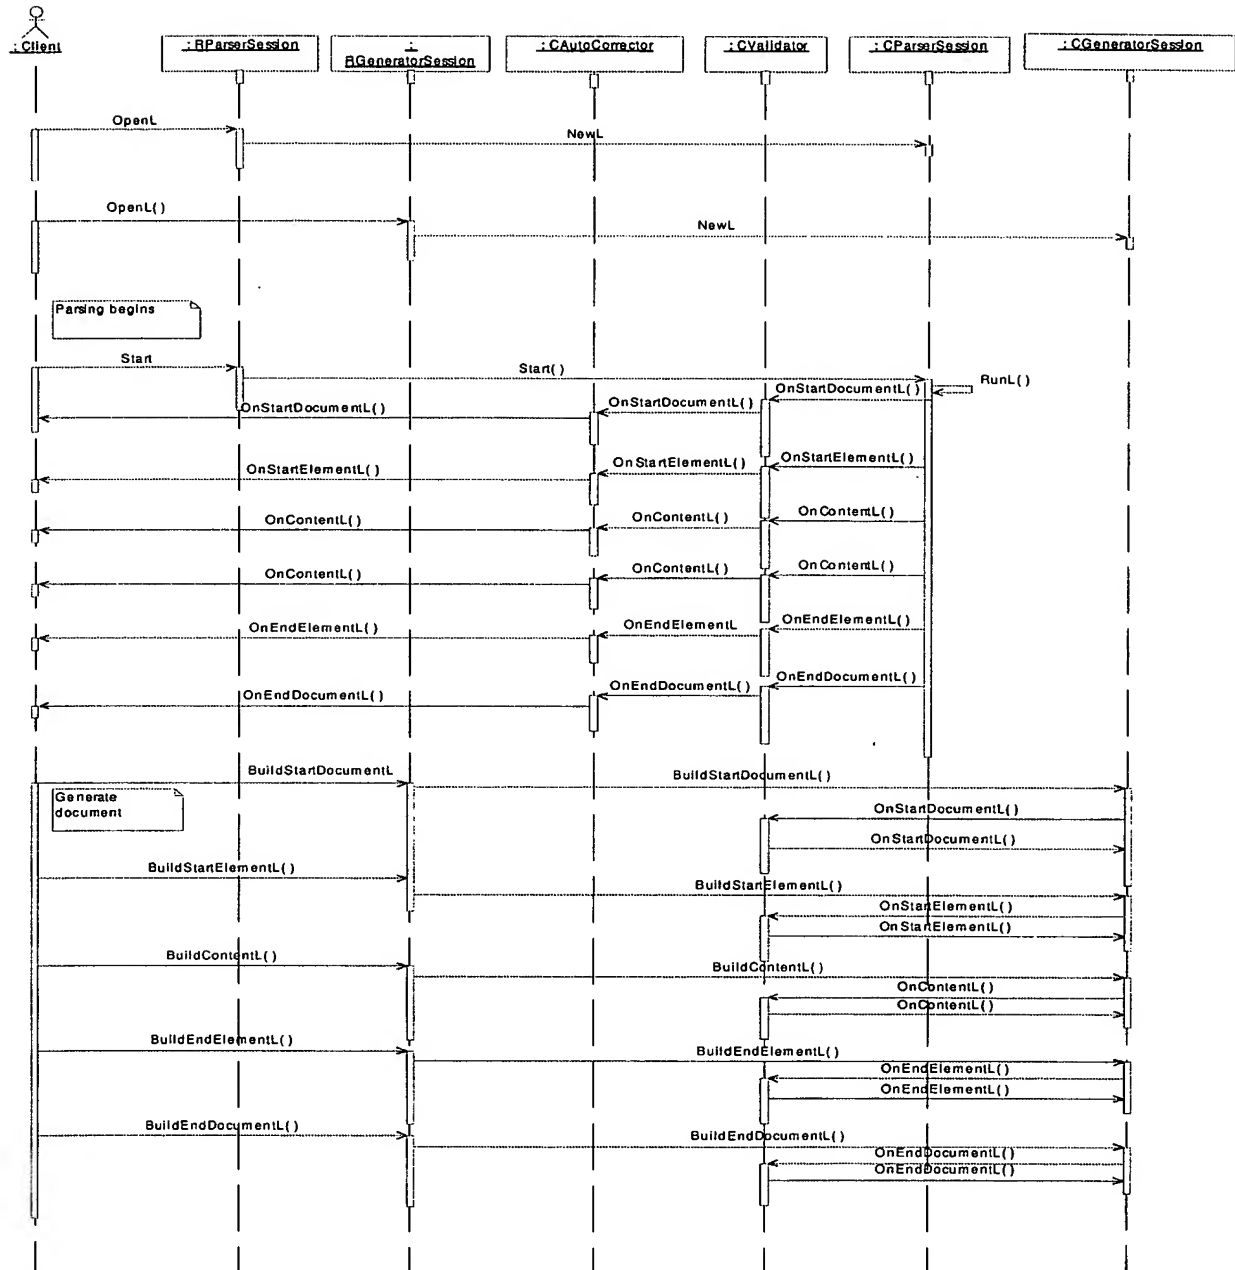 : Client
: RParserSession
:
RGeneratorSession
: CAutoCorrector
: CValidator
: CParserSession
: CGeneratorSession
OpenL
NewL
OpenL()
NewL
Parsing begins
Start
Start()
RunL()
OnStartDocumentL()
OnStartDocumentL()
OnStartDocumentL()
OnStartElementL()
OnStartElementL()
OnStartElementL()
OnContentL()
OnContentL()
OnContentL()
OnContentL()
OnContentL()
OnContentL()
OnEndElementL()
OnEndElementL
OnEndElementL()
OnEndDocumentL()
OnEndDocumentL()
OnEndDocumentL()
BuildStartDocumentL
BuildStartDocumentL()
Generate
document
OnStartDocumentL()
OnStartDocumentL()
BuildStartElementL()
BuildStartElementL()
OnStartElementL()
OnStartElementL()
BuildContentL()
BuildContentL()
OnContentL()
OnContentL()
BuildEndElementL()
BuildEndElementL()
OnEndElementL()
OnEndElementL()
BuildEndDocumentL()
BuildEndDocumentL()
OnEndDocumentL()
OnEndDocumentL()